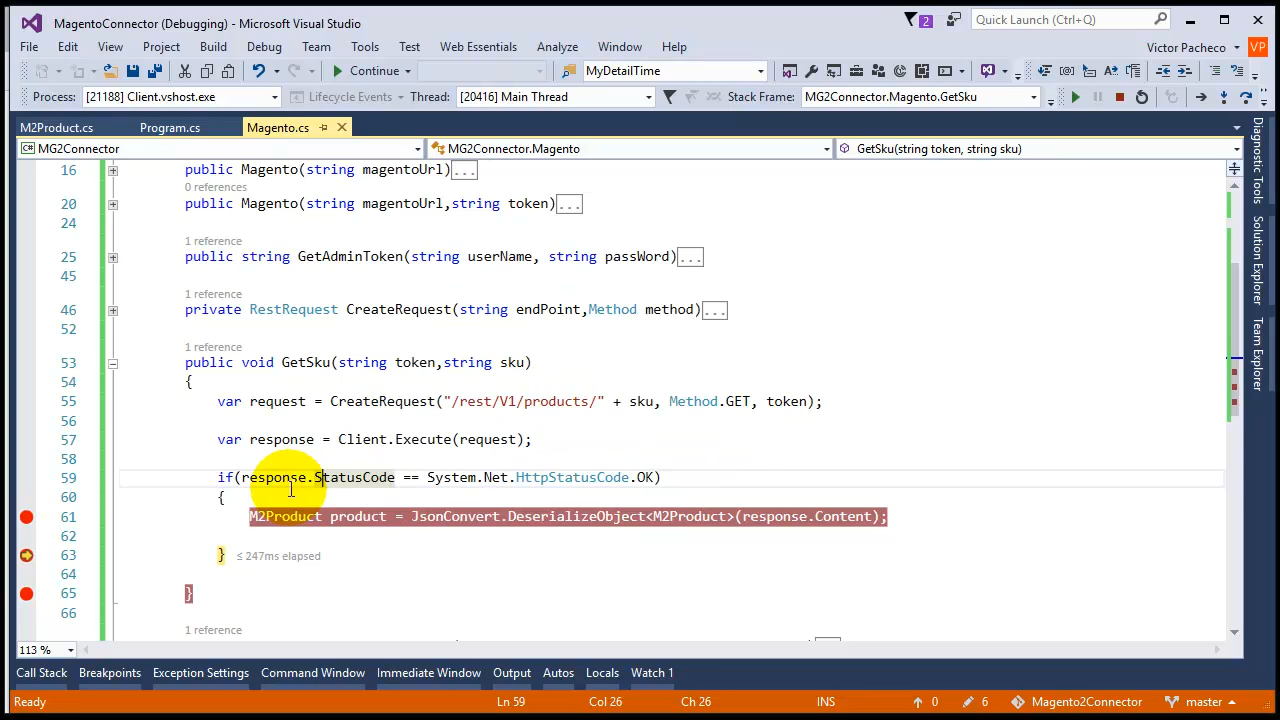 MagentoConnector (Debugging) - Microsoft Visual Studio
2
Quick Launch (Ctrl+Q)
File Edit View Project Build Debug Team Tools Test Web Essentials Analyze Window Help
Victor Pacheco VP
Continue MyDetailTime
Process: [21188] Client.vshost.exe Lifecycle Events Thread: [20416] Main Thread Stack Frame: MG2Connector.Magento.GetSku
M2Product.cs Program.cs Magento.cs
MG2Connector MG2Connector.Magento GetSku(string token, string sku)
16 public Magento(string magentoUrl)...
0 references
20 public Magento(string magentoUrl,string token)...
24
1 reference
25 public string GetAdminToken(string userName, string passWord)...
45
1 reference
46 private RestRequest CreateRequest(string endPoint,Method method)...
52
1 reference
53 public void GetSku(string token,string sku)
54 {
55 var request = CreateRequest("/rest/V1/products/" + sku, Method.GET, token);
56
57 var response = Client.Execute(request);
58
59 if(response.StatusCode == System.Net.HttpStatusCode.OK)
60 {
61 M2Product product = JsonConvert.DeserializeObject<M2Product>(response.Content);
62
63 } ≤ 247ms elapsed
65 }
66
1 reference
113 %
Call Stack Breakpoints Exception Settings Command Window Immediate Window Output Autos Locals Watch 1
Ready Ln 59 Col 26 Ch 26 INS 0 6 Magento2Connector master
Diagnostic Tools
Solution Explorer
Team Explorer